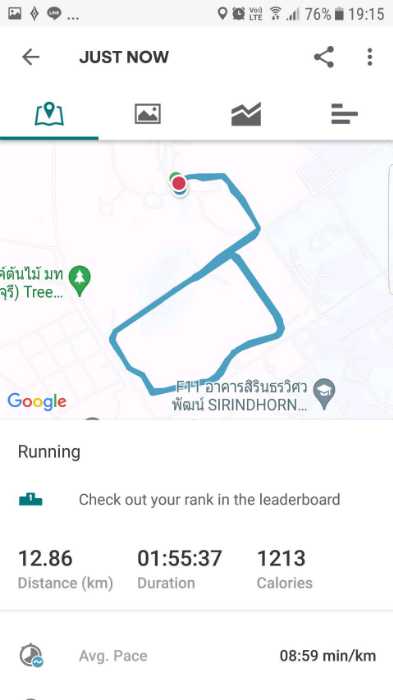 ... Vo)) LTE 76% 19:15
JUST NOW
ค์ต้นไม้ มท
จุรี) Tree...
F11 อาคารสิรินธรวิศว
พัฒน์ SIRINDHORN...
Google
Running
Check out your rank in the leaderboard
12.86 01:55:37 1213
Distance (km) Duration Calories
Avg. Pace 08:59 min/km